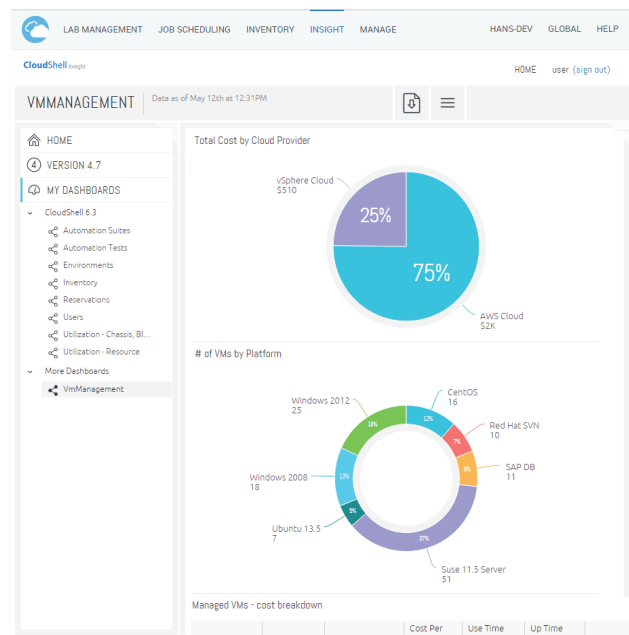 LAB MANAGEMENT JOB SCHEDULING INVENTORY INSIGHT MANAGE HANS-DEV GLOBAL HELP
CloudShell Insight
HOME user (sign out)
VMMANAGEMENT Data as of May 12th at 12:31PM
HOME
4 VERSION 4.7
MY DASHBOARDS
CloudShell 6.3
Automation Suites
Automation Tests
Environments
Inventory
Reservations
Users
Utilization - Chassis, Bl...
Utilization - Resource
More Dashboards
VmManagement
Total Cost by Cloud Provider
vSphere Cloud
$510
25%
75%
AWS Cloud
$2K
# of VMs by Platform
Windows 2012
25
CentOS
16
18%
12%
Red Hat SVN
10
7%
SAP DB
11
8%
Windows 2008
18
13%
5%
Ubuntu 13.5
7
37%
Suse 11.5 Server
51
Managed VMs - cost breakdown
Cost Per Use Time Up Time